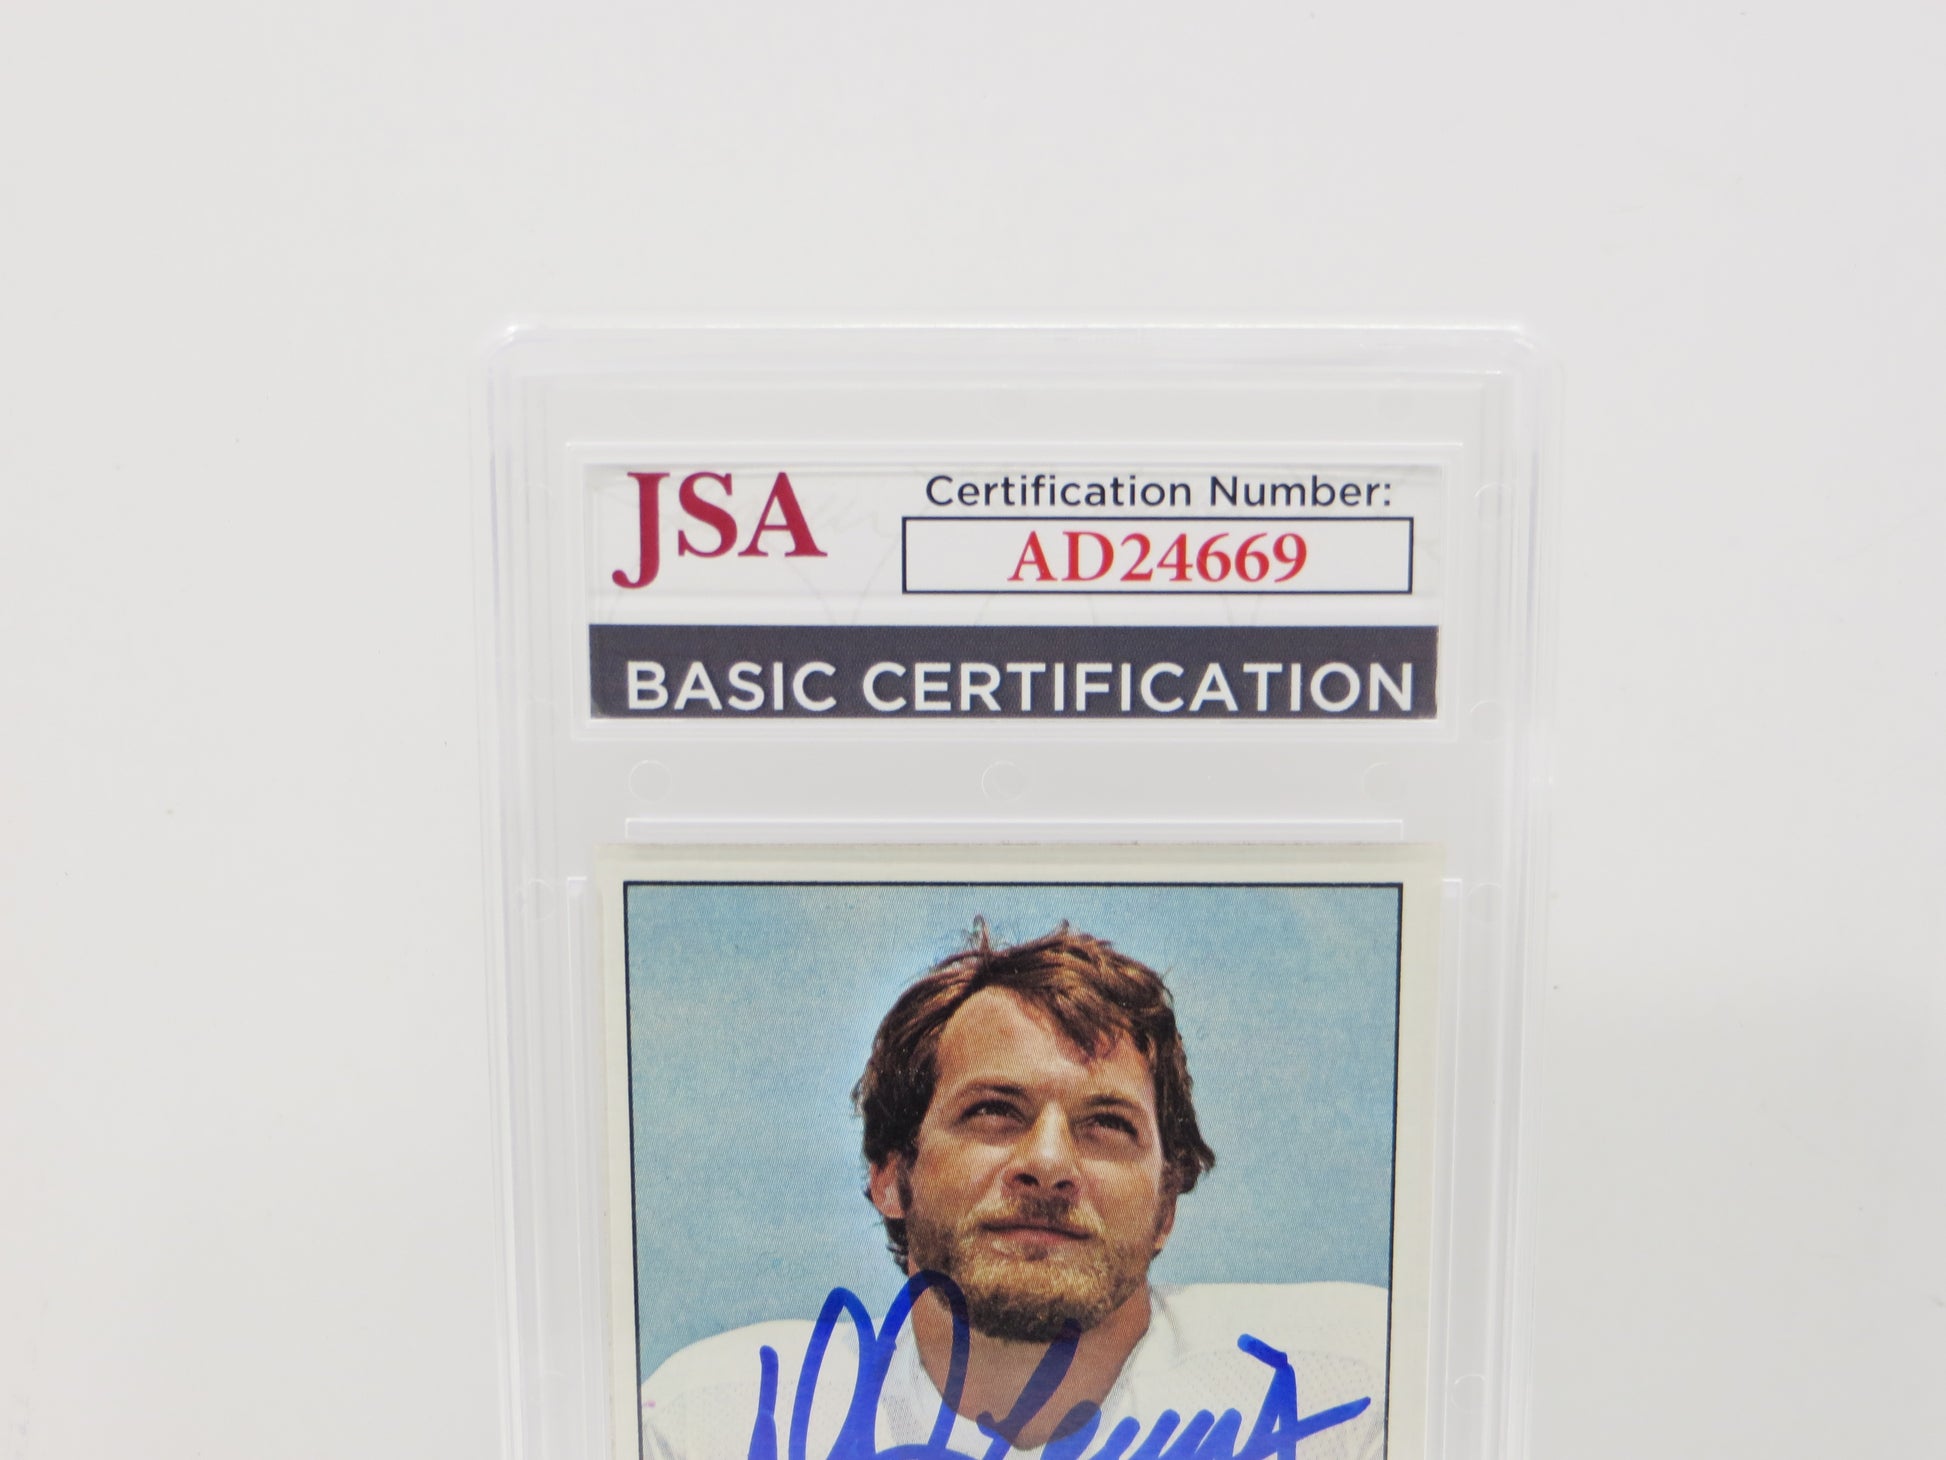 JSA
Certification Number:
AD24669
BASIC CERTIFICATION